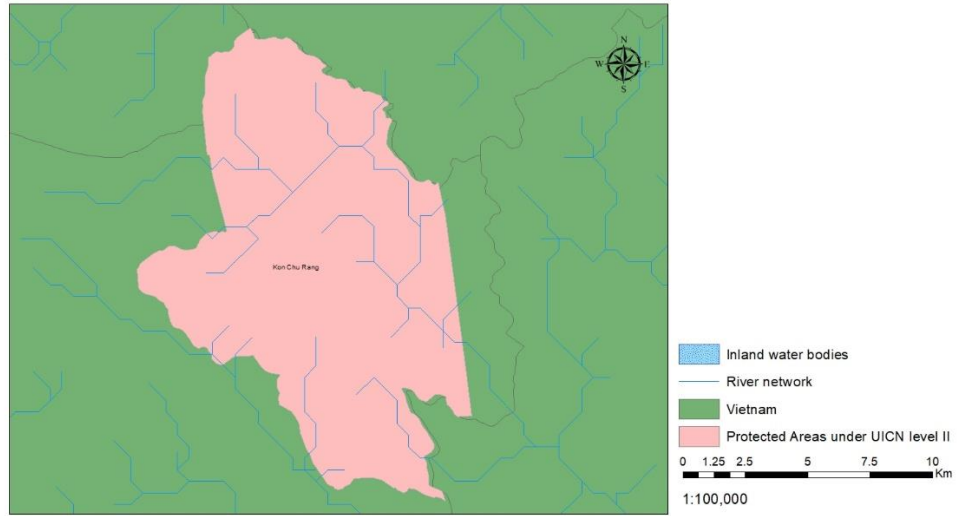 N
W E
S
Kon Chu Rang
Inland water bodies
River network
Vietnam
Protected Areas under UICN level II
0 1.25 2.5 5 7.5 10
Km
1:100,000